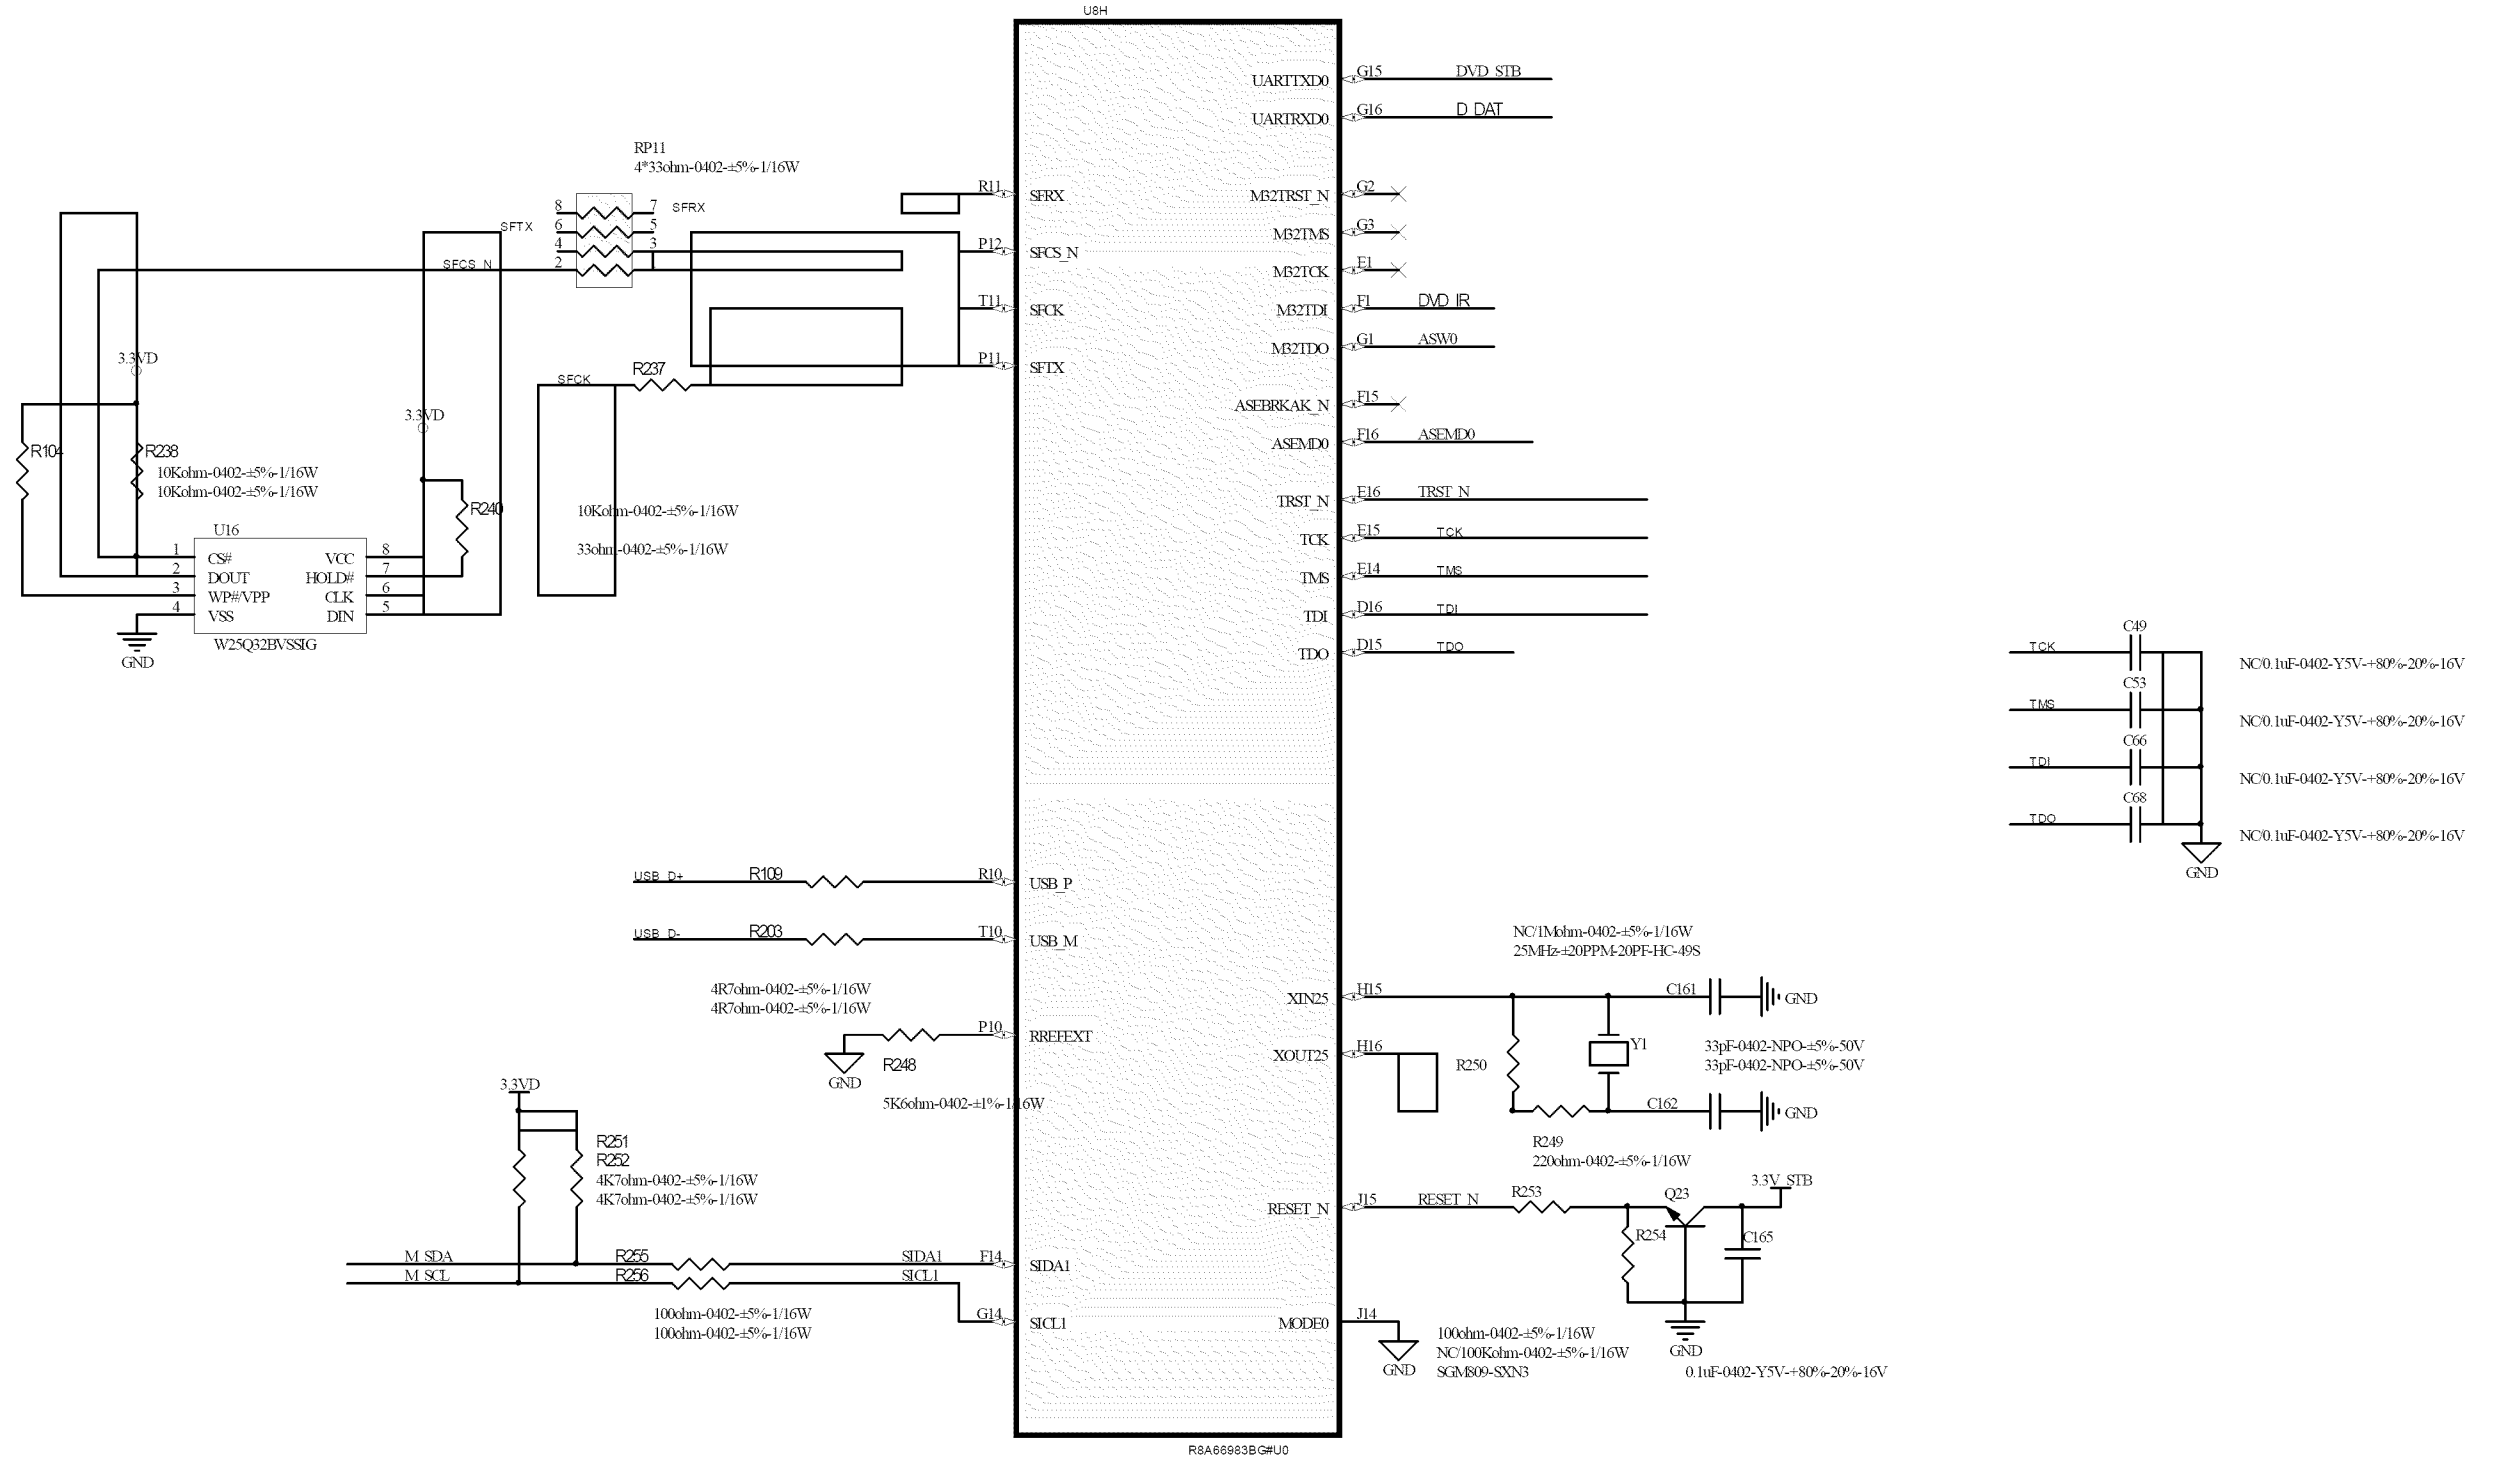 U8H
UARTTXD0
G15
DVD_STB
UARTRXD0
G16
D_DAT
RP11
4*33ohm-0402-±5%-1/16W
R11
SFRX
M32TRST_N
G2
8
7
SFRX
SFTX
6
5
M32TMS
G3
4
3
P12
SFCS_N
SFCS_N
2
M32TCK
E1
T11
SFCK
M32TDI
F1
DVD_IR
M32TDO
G1
ASW0
3.3VD
P11
SFTX
R237
SFCK
3.3VD
ASEBRKAK_N
F15
ASEMD0
F16
ASEMD0
R104
R238
10Kohm-0402-±5%-1/16W
10Kohm-0402-±5%-1/16W
R240
10Kohm-0402-±5%-1/16W
33ohm-0402-±5%-1/16W
TRST_N
E16
TRST_N
TCK
E15
TCK
TMS
E14
TMS
TDI
D16
TDI
TDO
D15
TDO
U16
1
CS#
VCC
8
2
DOUT
HOLD#
7
3
WP#/VPP
CLK
6
4
VSS
DIN
5
W25Q32BVSSIG
GND
C49
TCK
NC/0.1uF-0402-Y5V-+80%-20%-16V
C53
TMS
NC/0.1uF-0402-Y5V-+80%-20%-16V
C66
TDI
NC/0.1uF-0402-Y5V-+80%-20%-16V
C68
TDO
NC/0.1uF-0402-Y5V-+80%-20%-16V
GND
USB_D+
R109
R10
USB_P
USB_D-
R203
T10
USB_M
4R7ohm-0402-±5%-1/16W
4R7ohm-0402-±5%-1/16W
P10
RREFEXT
GND
R248
5K6ohm-0402-±1%-1/16W
NC/1Mohm-0402-±5%-1/16W
25MHz-±20PPM-20PF-HC-49S
XIN25
H15
C161
GND
XOUT25
H16
R250
Y1
33pF-0402-NPO-±5%-50V
33pF-0402-NPO-±5%-50V
C162
GND
R249
220ohm-0402-±5%-1/16W
3.3VD
R251
R252
4K7ohm-0402-±5%-1/16W
4K7ohm-0402-±5%-1/16W
RESET_N
J15
RESET_N
R253
Q23
3.3V_STB
R254
C165
GND
M_SDA
R255
SIDA1
F14
SIDA1
M_SCL
R256
SICL1
G14
SICL1
100ohm-0402-±5%-1/16W
100ohm-0402-±5%-1/16W
MODE0
J14
GND
100ohm-0402-±5%-1/16W
NC/100Kohm-0402-±5%-1/16W
SGM809-SXN3
0.1uF-0402-Y5V-+80%-20%-16V
R8A66983BG#U0